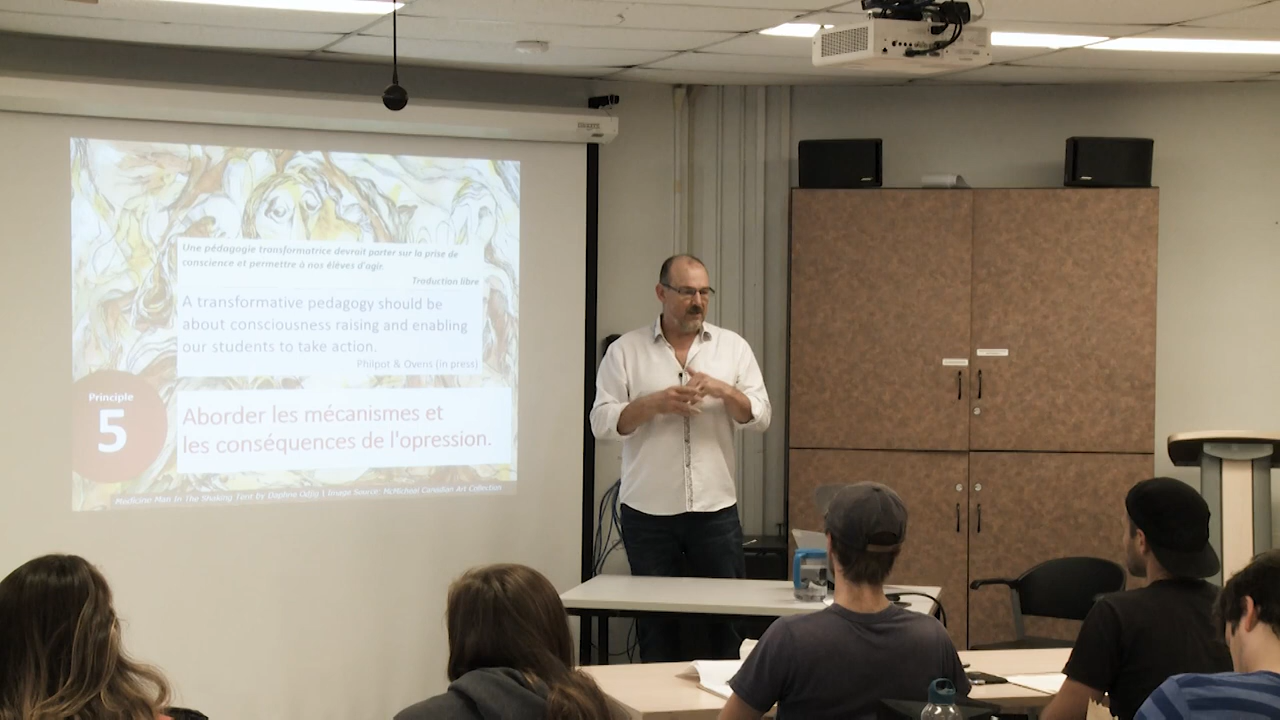 Une pédagogie transformatrice devrait porter sur la prise de
conscience et permettre à nos élèves d'agir.
Traduction libre
A transformative pedagogy should be
about consciousness raising and enabling
our students to take action.
Philpot & Ovens (in press)
Principle
5
Aborder les mécanismes et
les conséquences de l'opression.
Medicine Man In The Shaking Tent by Daphne Odjig | Image Source: McMichael Canadian Art Collection